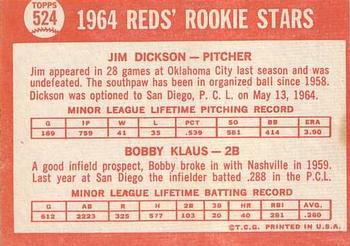 TOPPS
524
1964 REDS' ROOKIE STARS
JIM DICKSON — PITCHER
Jim appeared in 28 games at Oklahoma City last season and was
undefeated. The southpaw has been in organized ball since 1958.
Dickson was optioned to San Diego, P. C. L. on May 13, 1964.
MINOR LEAGUE LIFETIME PITCHING RECORD
G IP W L PCT SO BB ERA
169 759 41 35 .539 581 414 3.90
BOBBY KLAUS — 2B
A good infield prospect, Bobby broke in with Nashville in 1959.
Last year at San Diego the infielder batted .288 in the P.C.L.
MINOR LEAGUE LIFETIME BATTING RECORD
G AB R H 2B 3B HR RBI AVG
612 2223 325 577 103 20 40 261 .260
©T.C.G. PRINTED IN U.S.A.